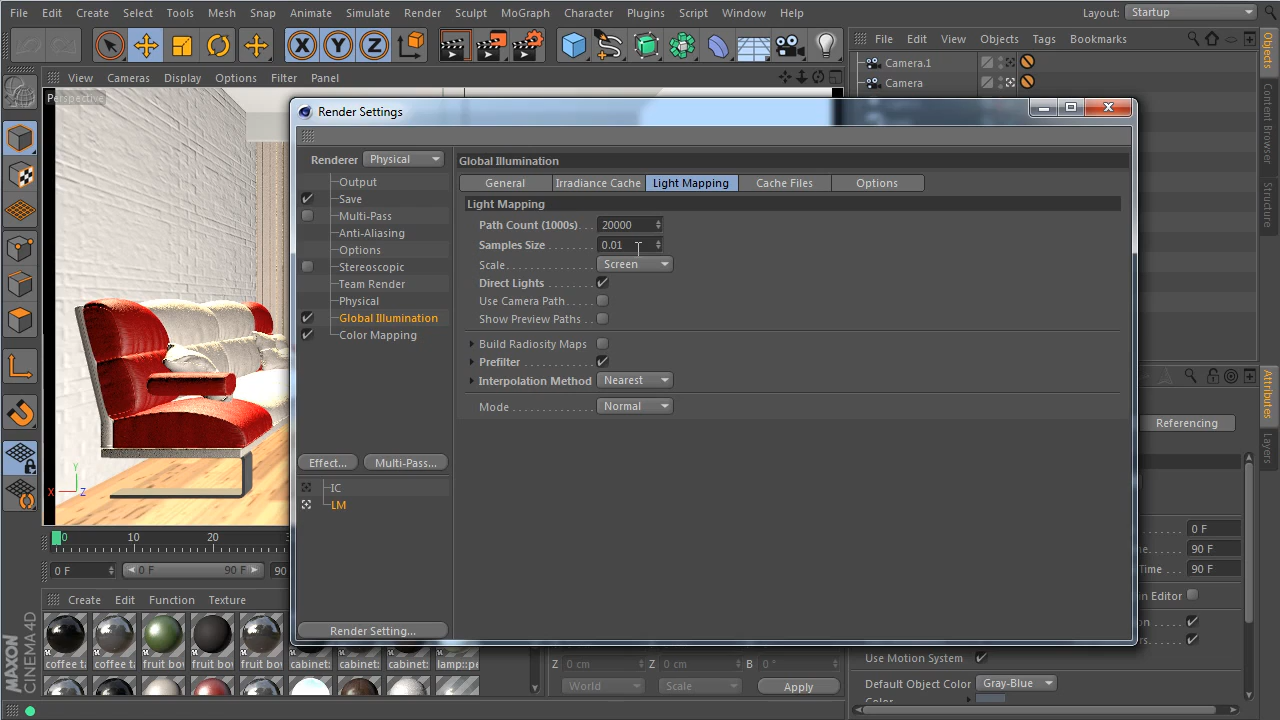 File Edit Create Select Tools Mesh Snap Animate Simulate Render Sculpt MoGraph Character Plugins Script Window Help Layout: Startup
X Y Z
File Edit View Objects Tags Bookmarks
View Cameras Display Options Filter Panel
Camera.1
Camera
Perspective
Render Settings
Renderer Physical
Output
Save
Multi-Pass
Anti-Aliasing
Options
Stereoscopic
Team Render
Physical
Global Illumination
Color Mapping
Effect... Multi-Pass...
IC
LM
Render Setting...
Global Illumination
General Irradiance Cache Light Mapping Cache Files Options
Light Mapping
Path Count (1000s). . . 20000
Samples Size . . . . . . . . 0.01
Scale. . . . . . . . . . . . . . Screen
Direct Lights . . . . . . . .
Use Camera Path. . . . .
Show Preview Paths . .
Build Radiosity Maps
Prefilter . . . . . . . . . . . .
Interpolation Method Nearest
Mode . . . . . . . . . . . . . Normal
Objects
Content Browser
Structure
Attributes
Layers
Referencing
0 F
90 F
Time . . . 90 F
in Editor
Use Motion System
Default Object Color Gray-Blue
Color
Y
X Z
0 10 20
0 F 0 F 90 F 90
Create Edit Function Texture
coffee t coffee t fruit bo fruit bo fruit bo cabinet: cabinet: cabinet: lamp::pe
Z 0 cm Z 0 cm B 0 °
World Scale Apply
MAXON
CINEMA 4D